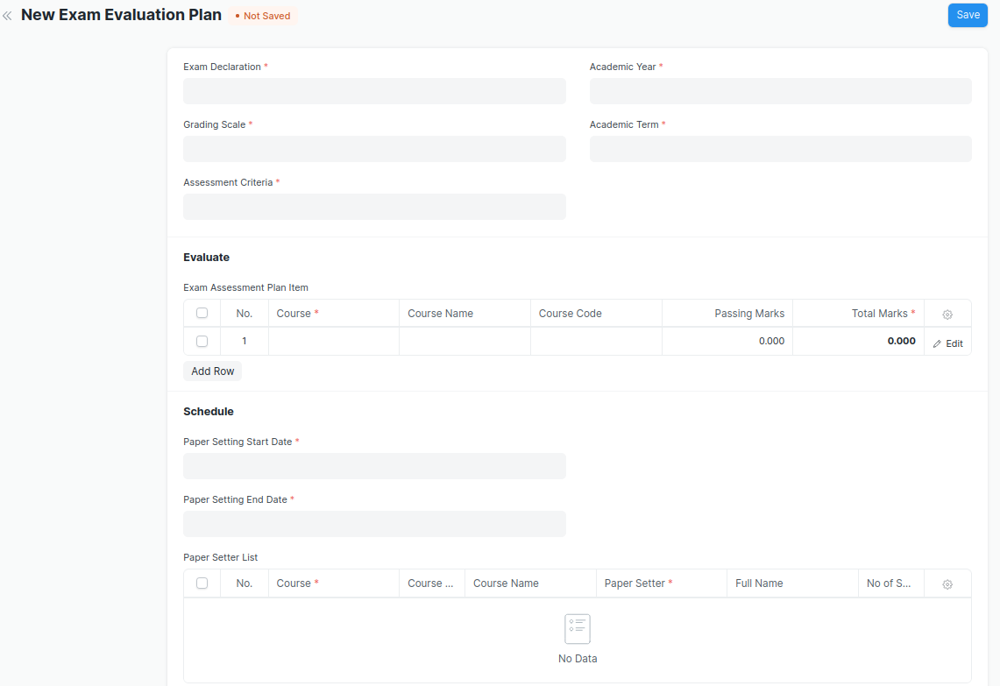 New Exam Evaluation Plan • Not Saved Save
Exam Declaration * Academic Year *
Grading Scale * Academic Term *
Assessment Criteria *
Evaluate
Exam Assessment Plan Item
No. Course * Course Name Course Code Passing Marks Total Marks *
1 0.000 0.000 Edit
Add Row
Schedule
Paper Setting Start Date *
Paper Setting End Date *
Paper Setter List
No. Course * Course ... Course Name Paper Setter * Full Name No of S...
No Data